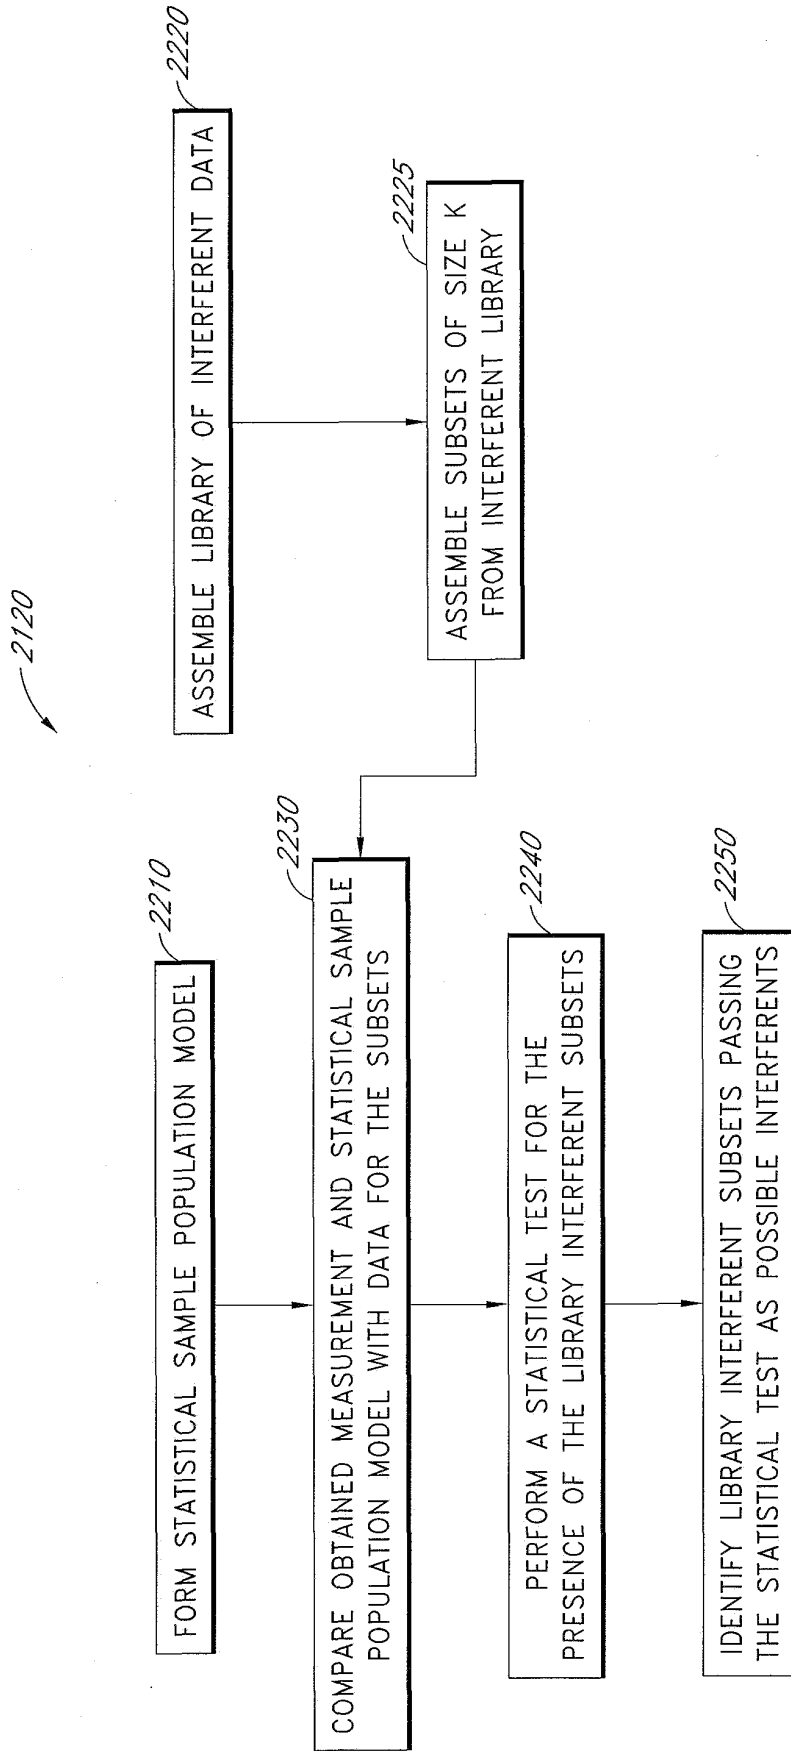 2120
2210
FORM STATISTICAL SAMPLE POPULATION MODEL
2220
ASSEMBLE LIBRARY OF INTERFERENT DATA
2225
ASSEMBLE SUBSETS OF SIZE K
FROM INTERFERENT LIBRARY
2230
COMPARE OBTAINED MEASUREMENT AND STATISTICAL SAMPLE
POPULATION MODEL WITH DATA FOR THE SUBSETS
2240
PERFORM A STATISTICAL TEST FOR THE
PRESENCE OF THE LIBRARY INTERFERENT SUBSETS
2250
IDENTIFY LIBRARY INTERFERENT SUBSETS PASSING
THE STATISTICAL TEST AS POSSIBLE INTERFERENTS